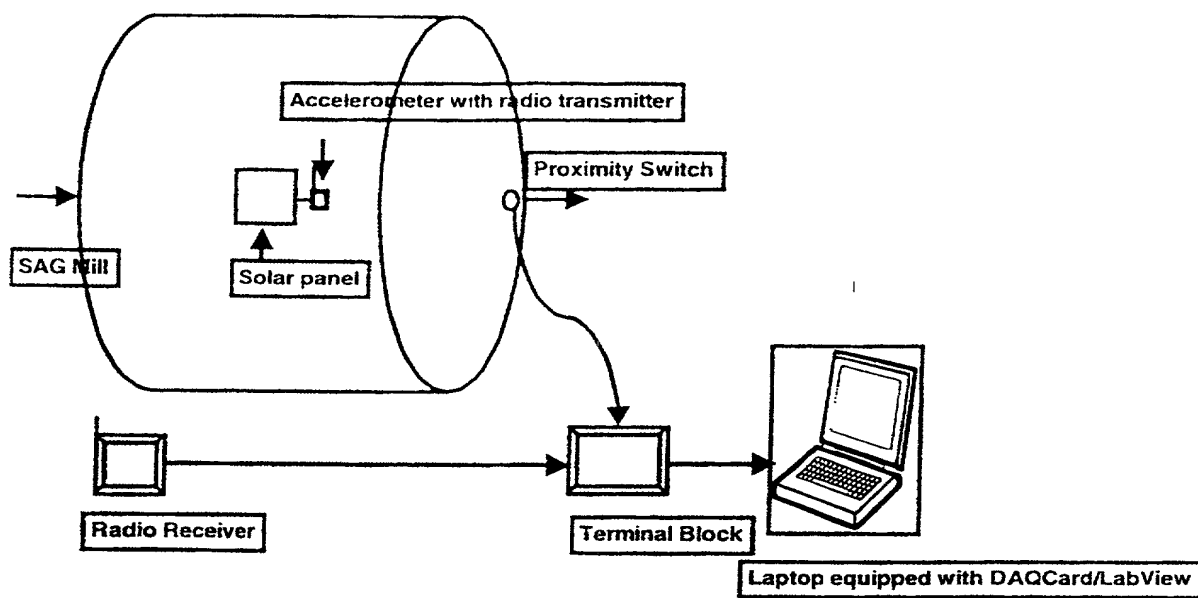 Accelerometer with radio transmitter
Proximity Switch
SAG Mill
Solar panel
Radio Receiver
Terminal Block
Laptop equipped with DAQCard/LabView